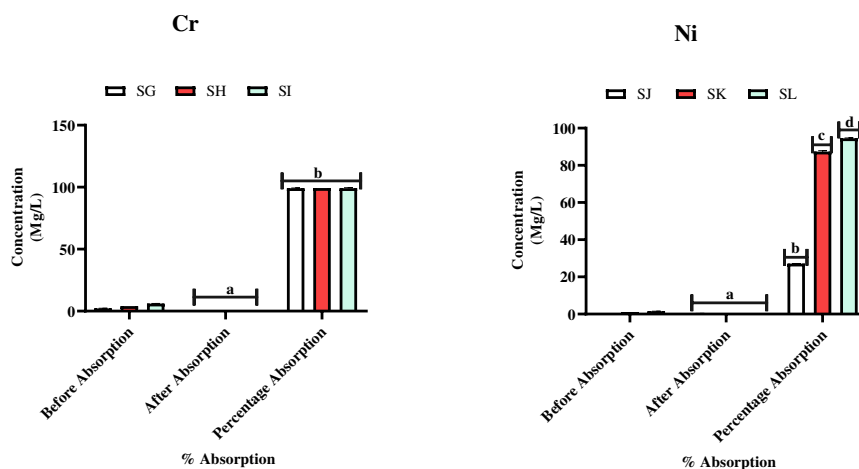 Cr
SG SH SI
Concentration
(Mg/L)
150
100
50
0
a
b
Before Absorption
After Absorption
Percentage Absorption
% Absorption
Ni
SJ SK SL
Concentration
(Mg/L)
100
80
60
40
20
0
a
b
c
d
Before Absorption
After Absorption
Percentage Absorption
% Absorption